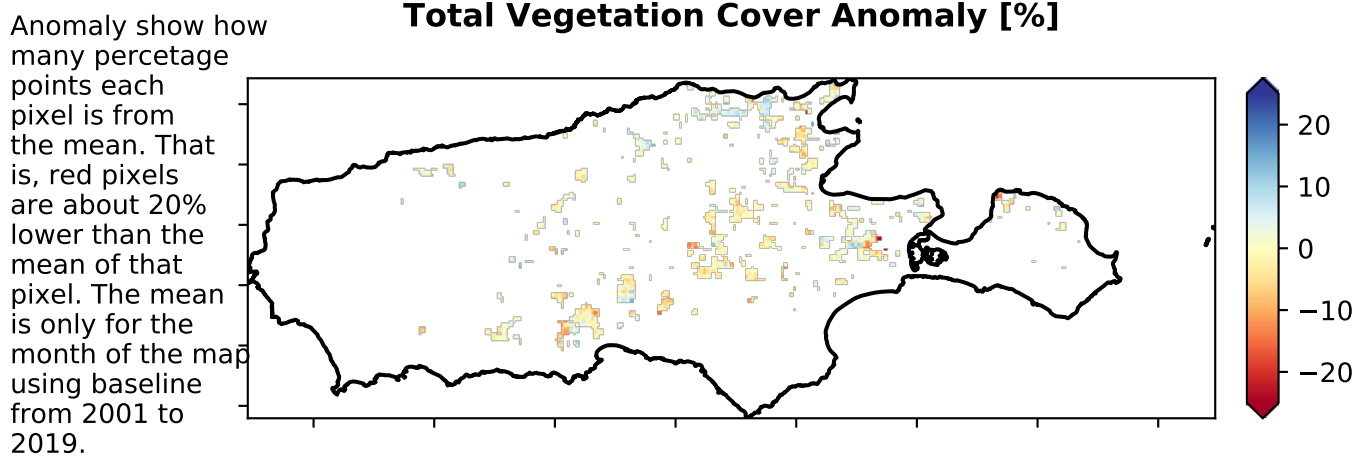 Total Vegetation Cover Anomaly [%]
Anomaly show how
many percetage
points each
pixel is from
the mean. That
is, red pixels
are about 20%
lower than the
mean of that
pixel. The mean
is only for the
month of the map
using baseline
from 2001 to
2019.
20
10
0
−10
−20